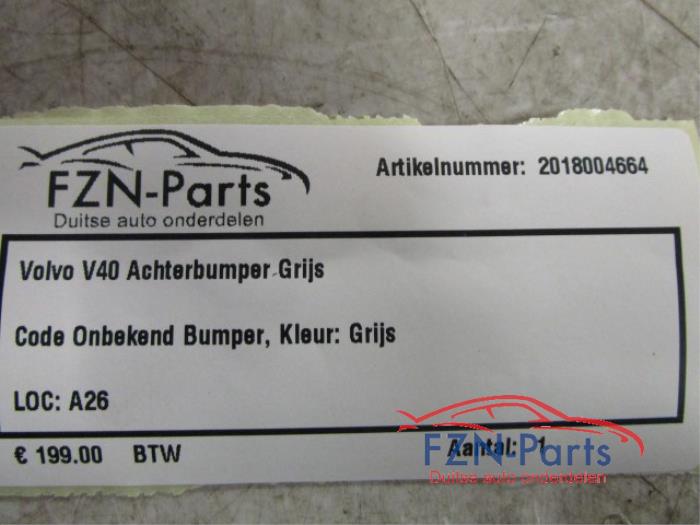 FZN-Parts
Duitse auto onderdelen
Artikelnummer: 2018004664
Volvo V40 Achterbumper Grijs
Code Onbekend Bumper, Kleur: Grijs
LOC: A26
€ 199.00 BTW
Aantal: 1
FZN-Parts
Duitse auto onderdelen